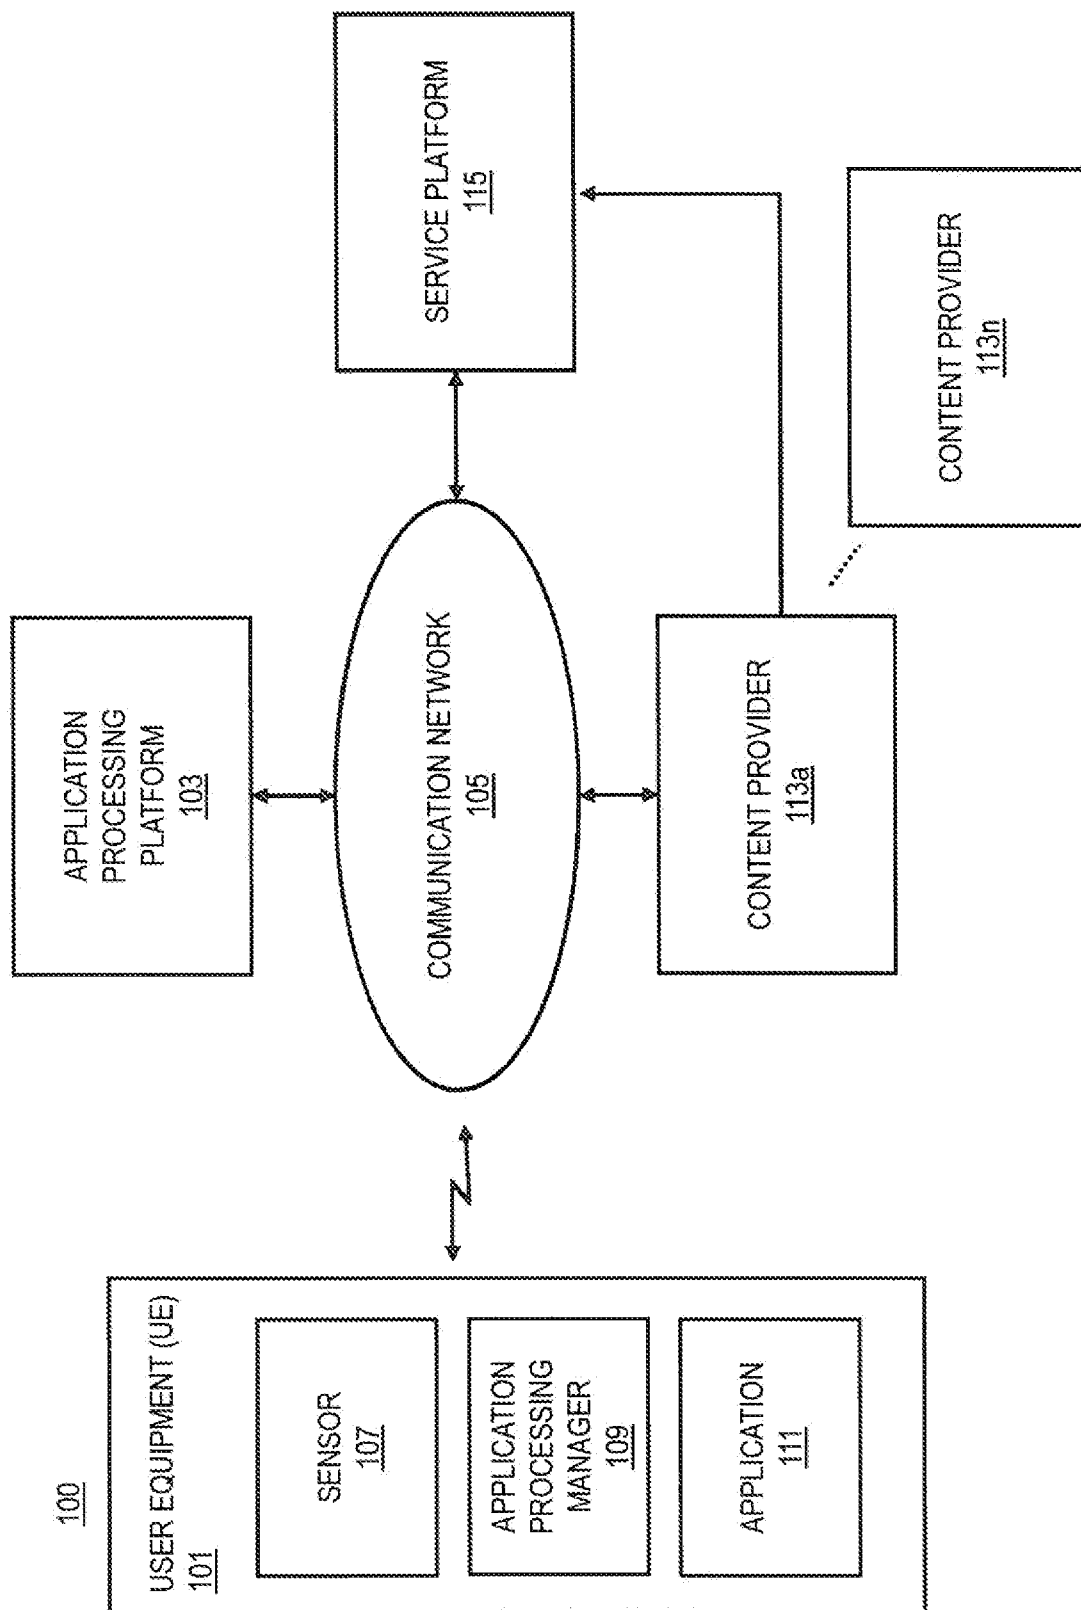 100
USER EQUIPMENT (UE)
101
SENSOR
107
APPLICATION
PROCESSING
MANAGER
109
APPLICATION
111
APPLICATION
PROCESSING
PLATFORM
103
COMMUNICATION NETWORK
105
CONTENT PROVIDER
113a
SERVICE PLATFORM
115
CONTENT PROVIDER
113n